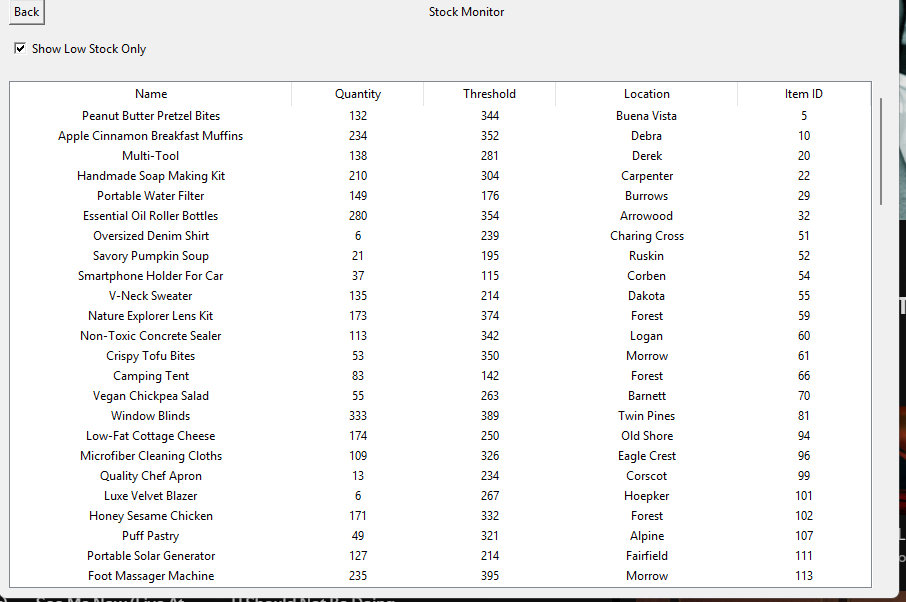 Back
Stock Monitor
Show Low Stock Only
Name Quantity Threshold Location Item ID
Peanut Butter Pretzel Bites 132 344 Buena Vista 5
Apple Cinnamon Breakfast Muffins 234 352 Debra 10
Multi-Tool 138 281 Derek 20
Handmade Soap Making Kit 210 304 Carpenter 22
Portable Water Filter 149 176 Burrows 29
Essential Oil Roller Bottles 280 354 Arrowood 32
Oversized Denim Shirt 6 239 Charing Cross 51
Savory Pumpkin Soup 21 195 Ruskin 52
Smartphone Holder For Car 37 115 Corben 54
V-Neck Sweater 135 214 Dakota 55
Nature Explorer Lens Kit 173 374 Forest 59
Non-Toxic Concrete Sealer 113 342 Logan 60
Crispy Tofu Bites 53 350 Morrow 61
Camping Tent 83 142 Forest 66
Vegan Chickpea Salad 55 263 Barnett 70
Window Blinds 333 389 Twin Pines 81
Low-Fat Cottage Cheese 174 250 Old Shore 94
Microfiber Cleaning Cloths 109 326 Eagle Crest 96
Quality Chef Apron 13 234 Corscot 99
Luxe Velvet Blazer 6 267 Hoepker 101
Honey Sesame Chicken 171 332 Forest 102
Puff Pastry 49 321 Alpine 107
Portable Solar Generator 127 214 Fairfield 111
Foot Massager Machine 235 395 Morrow 113